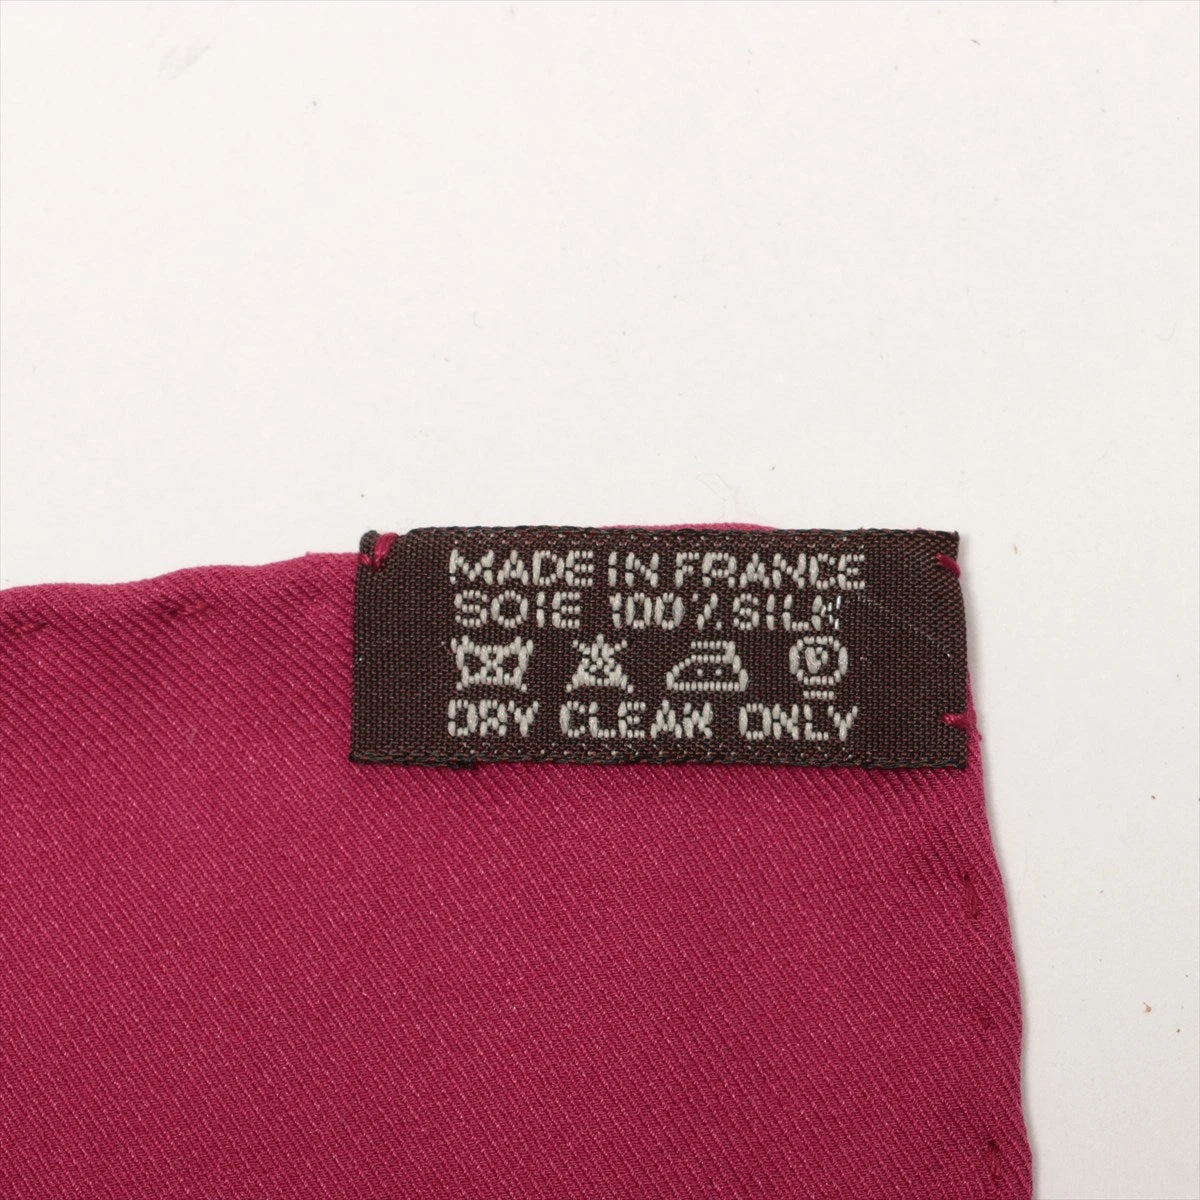 MADE IN FRANCE
SOIE 100% SILK
DRY CLEAN ONLY